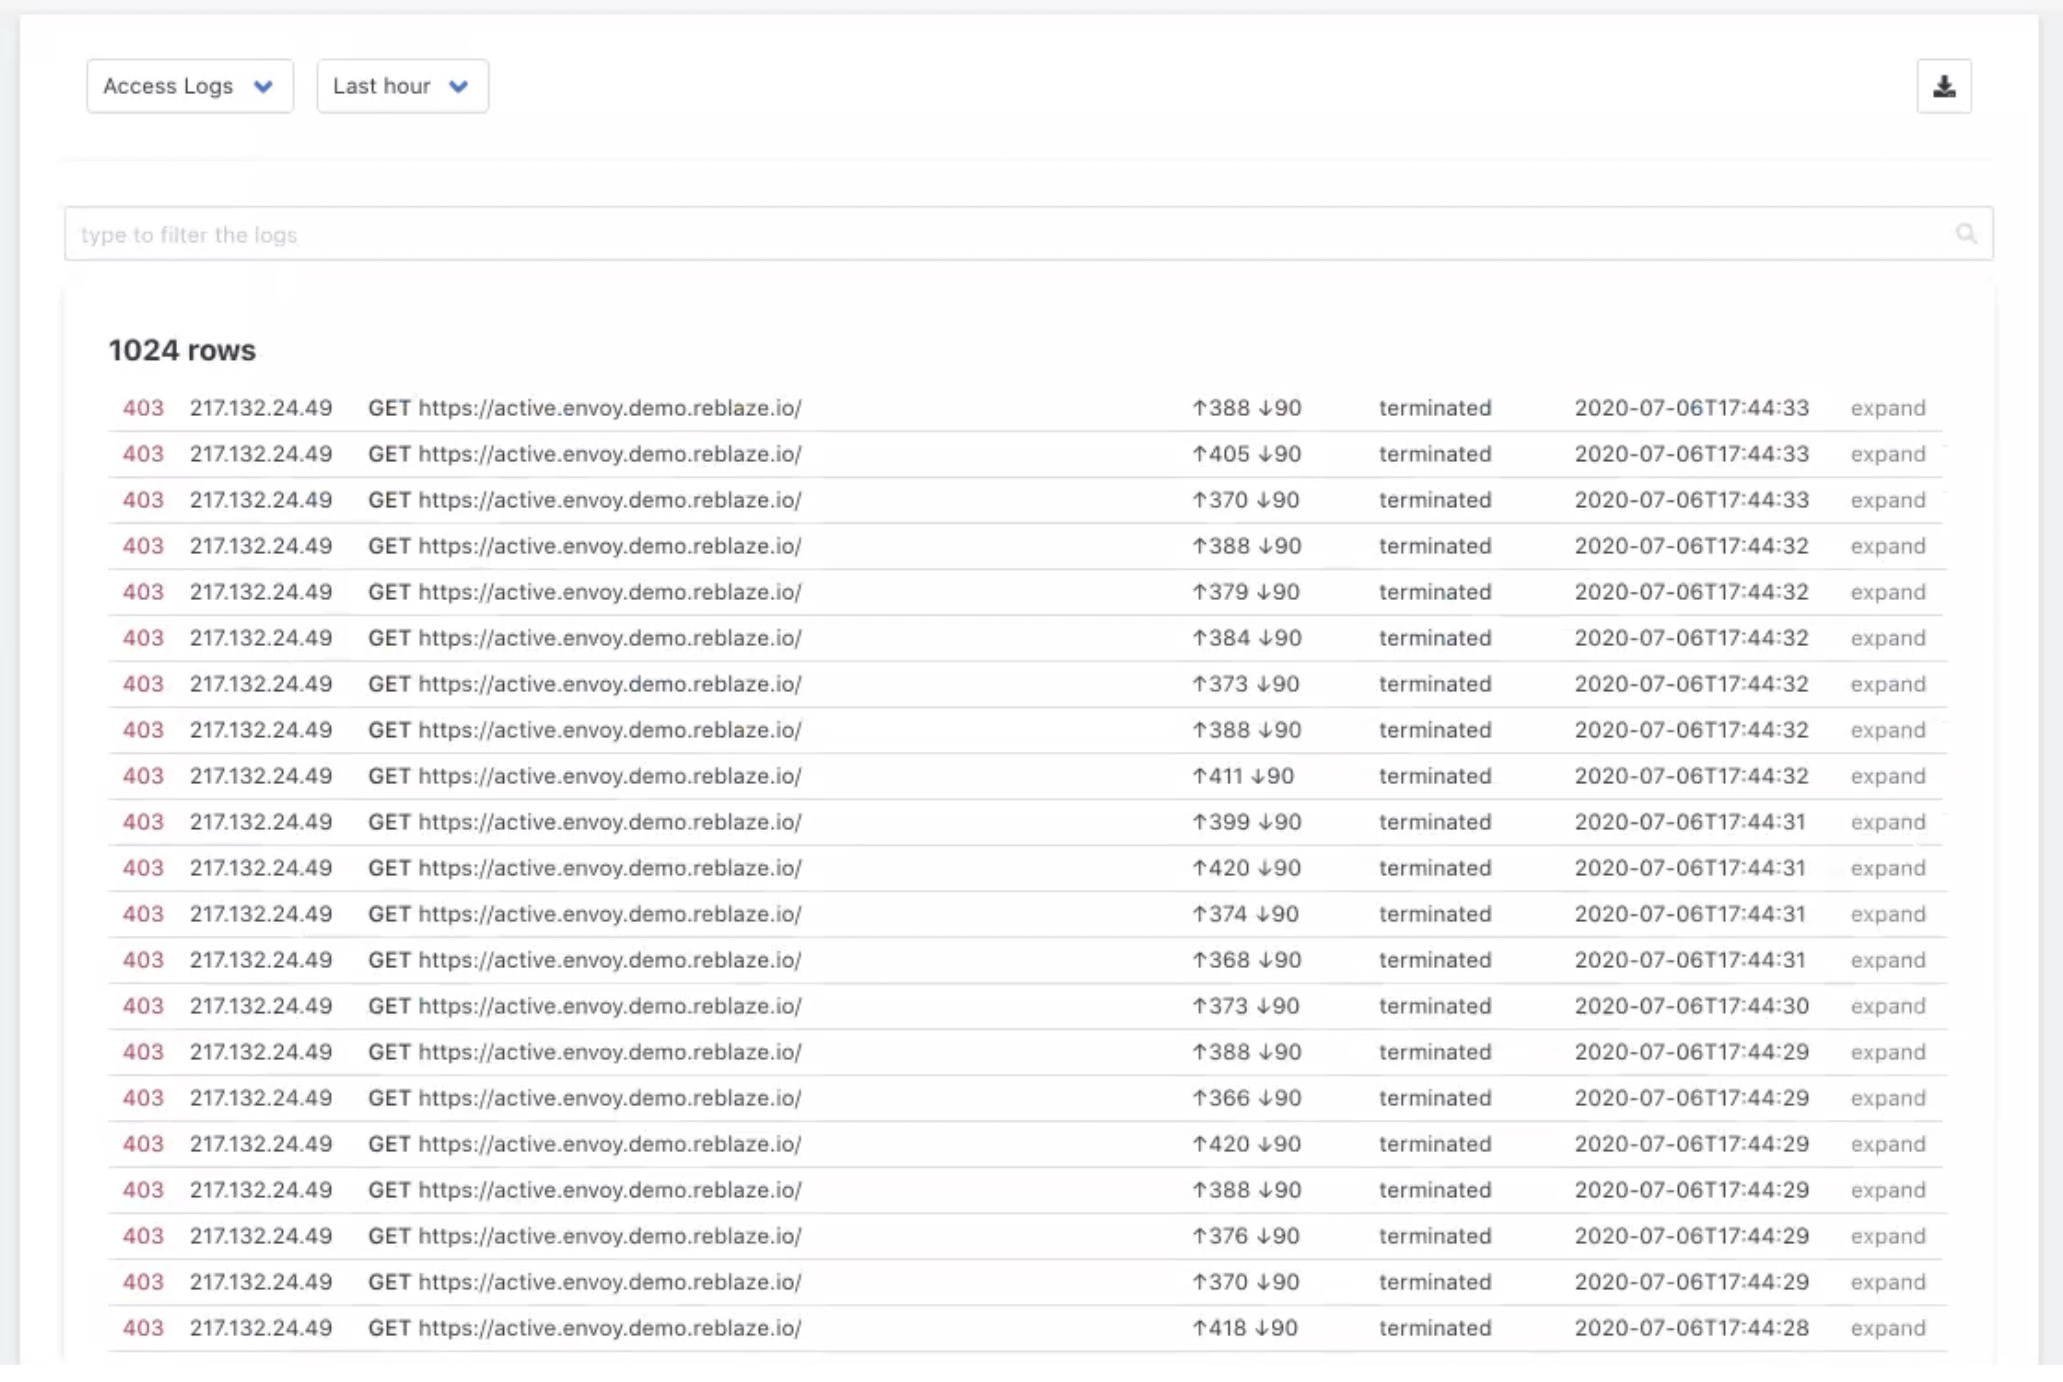 Access Logs Last hour
type to filter the logs
1024 rows
403 217.132.24.49 GET https://active.envoy.demo.reblaze.io/ ↑388 ↓90 terminated 2020-07-06T17:44:33 expand
403 217.132.24.49 GET https://active.envoy.demo.reblaze.io/ ↑405 ↓90 terminated 2020-07-06T17:44:33 expand
403 217.132.24.49 GET https://active.envoy.demo.reblaze.io/ ↑370 ↓90 terminated 2020-07-06T17:44:33 expand
403 217.132.24.49 GET https://active.envoy.demo.reblaze.io/ ↑388 ↓90 terminated 2020-07-06T17:44:32 expand
403 217.132.24.49 GET https://active.envoy.demo.reblaze.io/ ↑379 ↓90 terminated 2020-07-06T17:44:32 expand
403 217.132.24.49 GET https://active.envoy.demo.reblaze.io/ ↑384 ↓90 terminated 2020-07-06T17:44:32 expand
403 217.132.24.49 GET https://active.envoy.demo.reblaze.io/ ↑373 ↓90 terminated 2020-07-06T17:44:32 expand
403 217.132.24.49 GET https://active.envoy.demo.reblaze.io/ ↑388 ↓90 terminated 2020-07-06T17:44:32 expand
403 217.132.24.49 GET https://active.envoy.demo.reblaze.io/ ↑411 ↓90 terminated 2020-07-06T17:44:32 expand
403 217.132.24.49 GET https://active.envoy.demo.reblaze.io/ ↑399 ↓90 terminated 2020-07-06T17:44:31 expand
403 217.132.24.49 GET https://active.envoy.demo.reblaze.io/ ↑420 ↓90 terminated 2020-07-06T17:44:31 expand
403 217.132.24.49 GET https://active.envoy.demo.reblaze.io/ ↑374 ↓90 terminated 2020-07-06T17:44:31 expand
403 217.132.24.49 GET https://active.envoy.demo.reblaze.io/ ↑368 ↓90 terminated 2020-07-06T17:44:31 expand
403 217.132.24.49 GET https://active.envoy.demo.reblaze.io/ ↑373 ↓90 terminated 2020-07-06T17:44:30 expand
403 217.132.24.49 GET https://active.envoy.demo.reblaze.io/ ↑388 ↓90 terminated 2020-07-06T17:44:29 expand
403 217.132.24.49 GET https://active.envoy.demo.reblaze.io/ ↑366 ↓90 terminated 2020-07-06T17:44:29 expand
403 217.132.24.49 GET https://active.envoy.demo.reblaze.io/ ↑420 ↓90 terminated 2020-07-06T17:44:29 expand
403 217.132.24.49 GET https://active.envoy.demo.reblaze.io/ ↑388 ↓90 terminated 2020-07-06T17:44:29 expand
403 217.132.24.49 GET https://active.envoy.demo.reblaze.io/ ↑376 ↓90 terminated 2020-07-06T17:44:29 expand
403 217.132.24.49 GET https://active.envoy.demo.reblaze.io/ ↑370 ↓90 terminated 2020-07-06T17:44:29 expand
403 217.132.24.49 GET https://active.envoy.demo.reblaze.io/ ↑418 ↓90 terminated 2020-07-06T17:44:28 expand